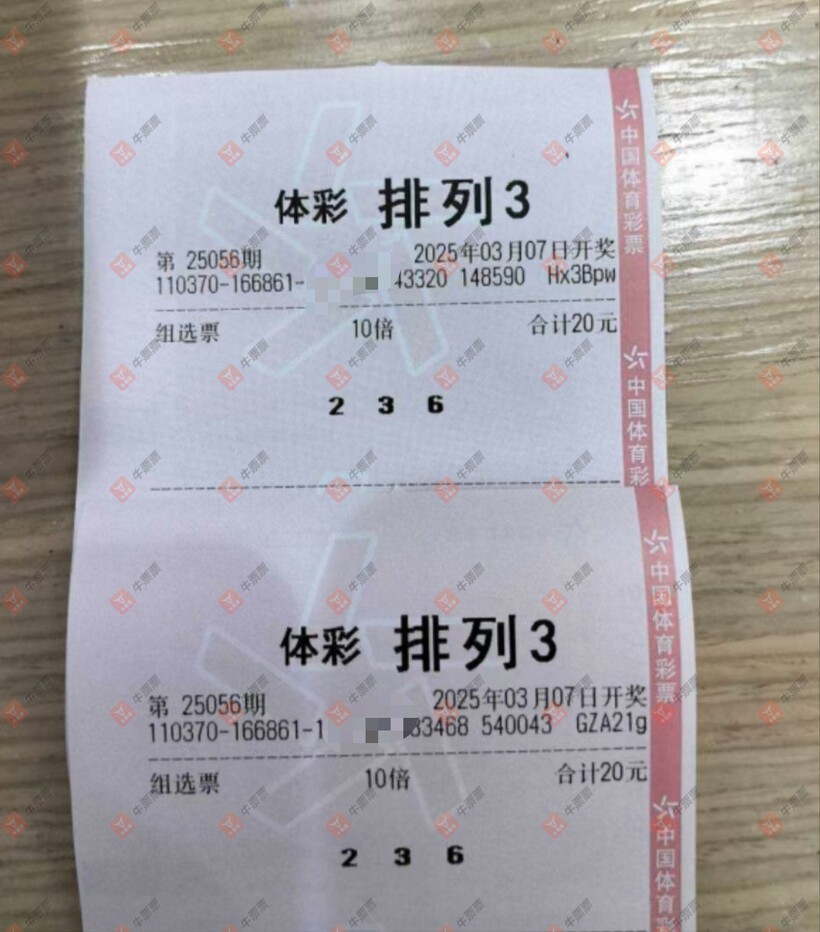 中国体育彩票
体彩 排列3
第 25056期 2025年03月07日开奖
110370-166861- 43320 148590 Hx3Bpw
组选票 10倍 合计20元
2 3 6
中国体育彩
中国体育彩票
体彩 排列3
第 25056期 2025年03月07日开奖
110370-166861-1 83468 540043 GZA21g
组选票 10倍 合计20元
2 3 6
中国体育彩